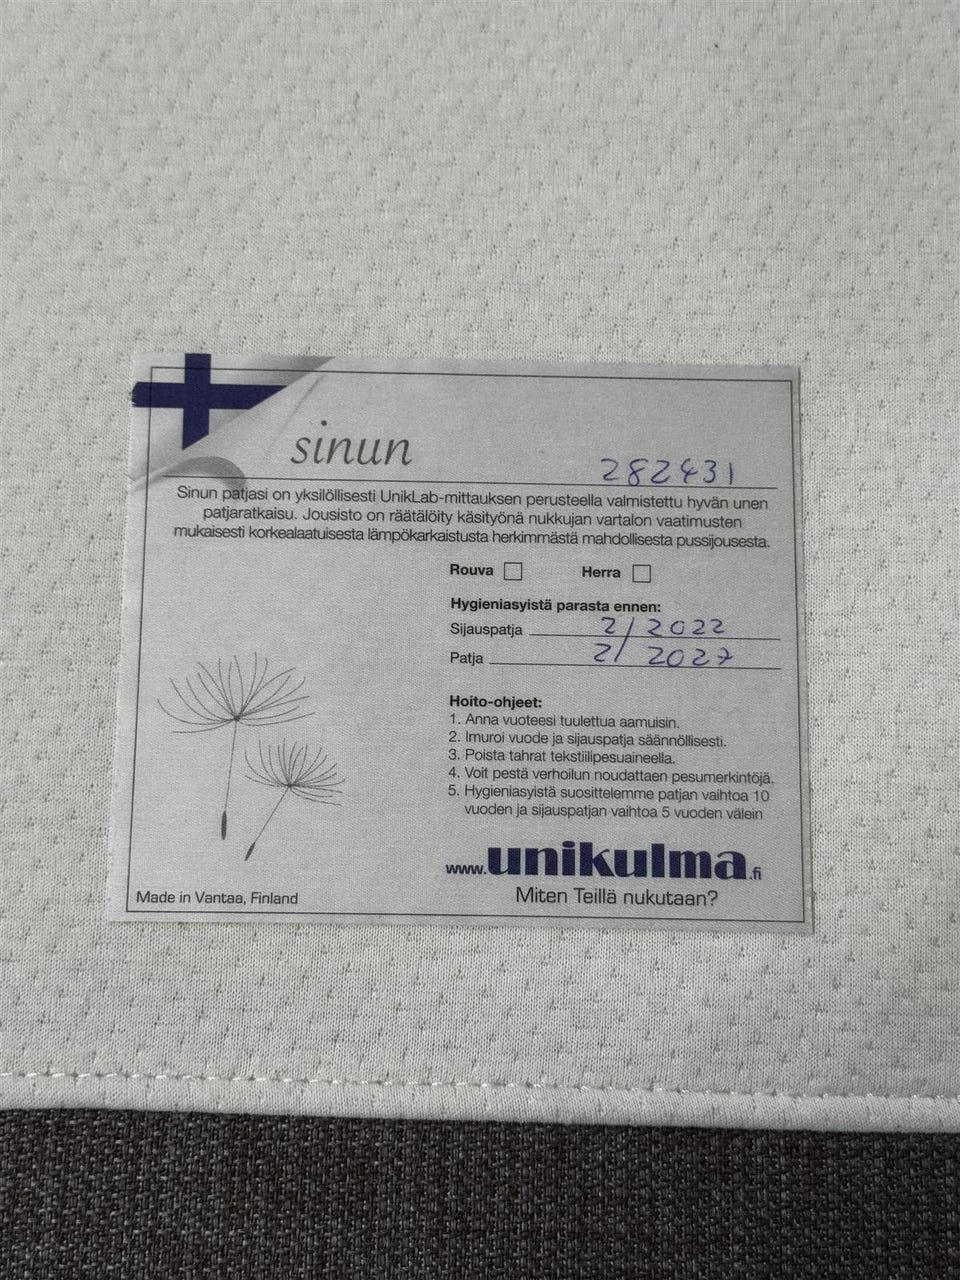 sinun
282431
Sinun patjasi on yksilöllisesti UnikLab-mittauksen perusteella valmistettu hyvän unen
patjaratkaisu. Jousisto on räätälöity käsityönä nukkujan vartalon vaatimusten
mukaisesti korkealaatuisesta lämpökarkaistusta herkimmästä mahdollisesta pussijousesta.
Rouva Herra
Hygieniasyistä parasta ennen:
Sijauspatja 2/2022
Patja 2/2027
Hoito-ohjeet:
1. Anna vuoteesi tuulettua aamuisin.
2. Imuroi vuode ja sijauspatja säännöllisesti.
3. Poista tahrat tekstiilipesuaineella.
4. Voit pestä verhoilun noudattaen pesumerkintöjä.
5. Hygieniasyistä suosittelemme patjan vaihtoa 10
vuoden ja sijauspatjan vaihtoa 5 vuoden välein
www.unikulma.fi
Miten Teillä nukutaan?
Made in Vantaa, Finland